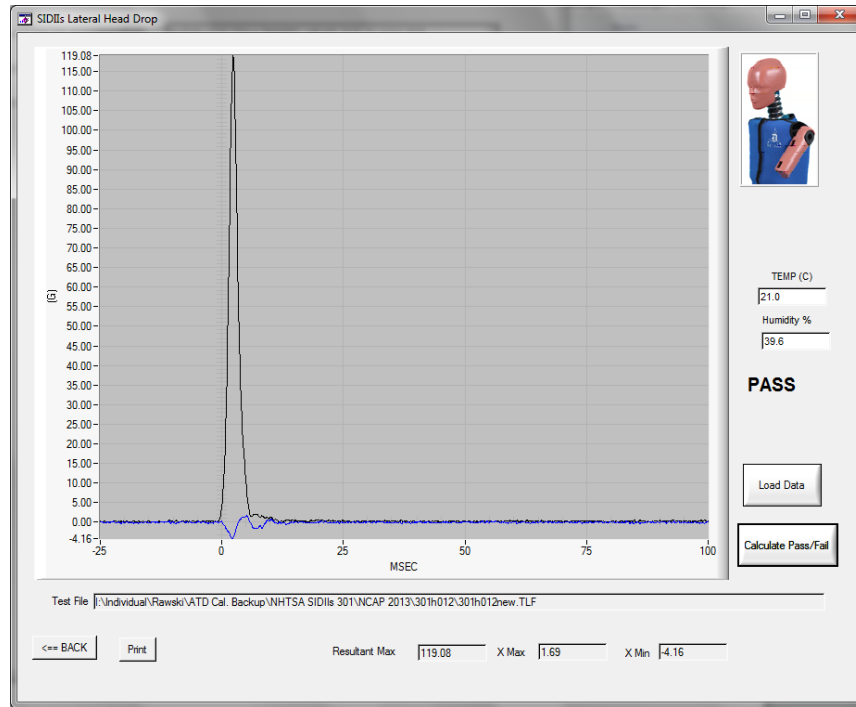 SIDIIs Lateral Head Drop
119.08
115.00
110.00
105.00
100.00
95.00
90.00
85.00
80.00
75.00
70.00
65.00
60.00
55.00
50.00
45.00
40.00
35.00
30.00
25.00
20.00
15.00
10.00
5.00
0.00
-4.16
(G)
-25 0 25 50 75 100
MSEC
TEMP (C)
21.0
Humidity %
39.6
PASS
Load Data
Calculate Pass/Fail
Test File I:\Individual\Rawski\ATD Cal. Backup\NHTSA SIDIIs 301\NCAP 2013\301h012\301h012new.TLF
<== BACK Print Resultant Max 119.08 X Max 1.69 X Min -4.16